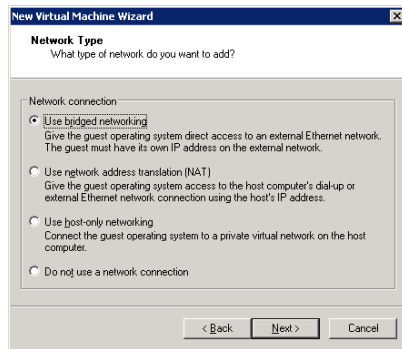 New Virtual Machine Wizard
Network Type
What type of network do you want to add?
Network connection
Use bridged networking
Give the guest operating system direct access to an external Ethernet network.
The guest must have its own IP address on the external network.
Use network address translation (NAT)
Give the guest operating system access to the host computer's dial-up or
external Ethernet network connection using the host's IP address.
Use host-only networking
Connect the guest operating system to a private virtual network on the host
computer.
Do not use a network connection
< Back
Next >
Cancel